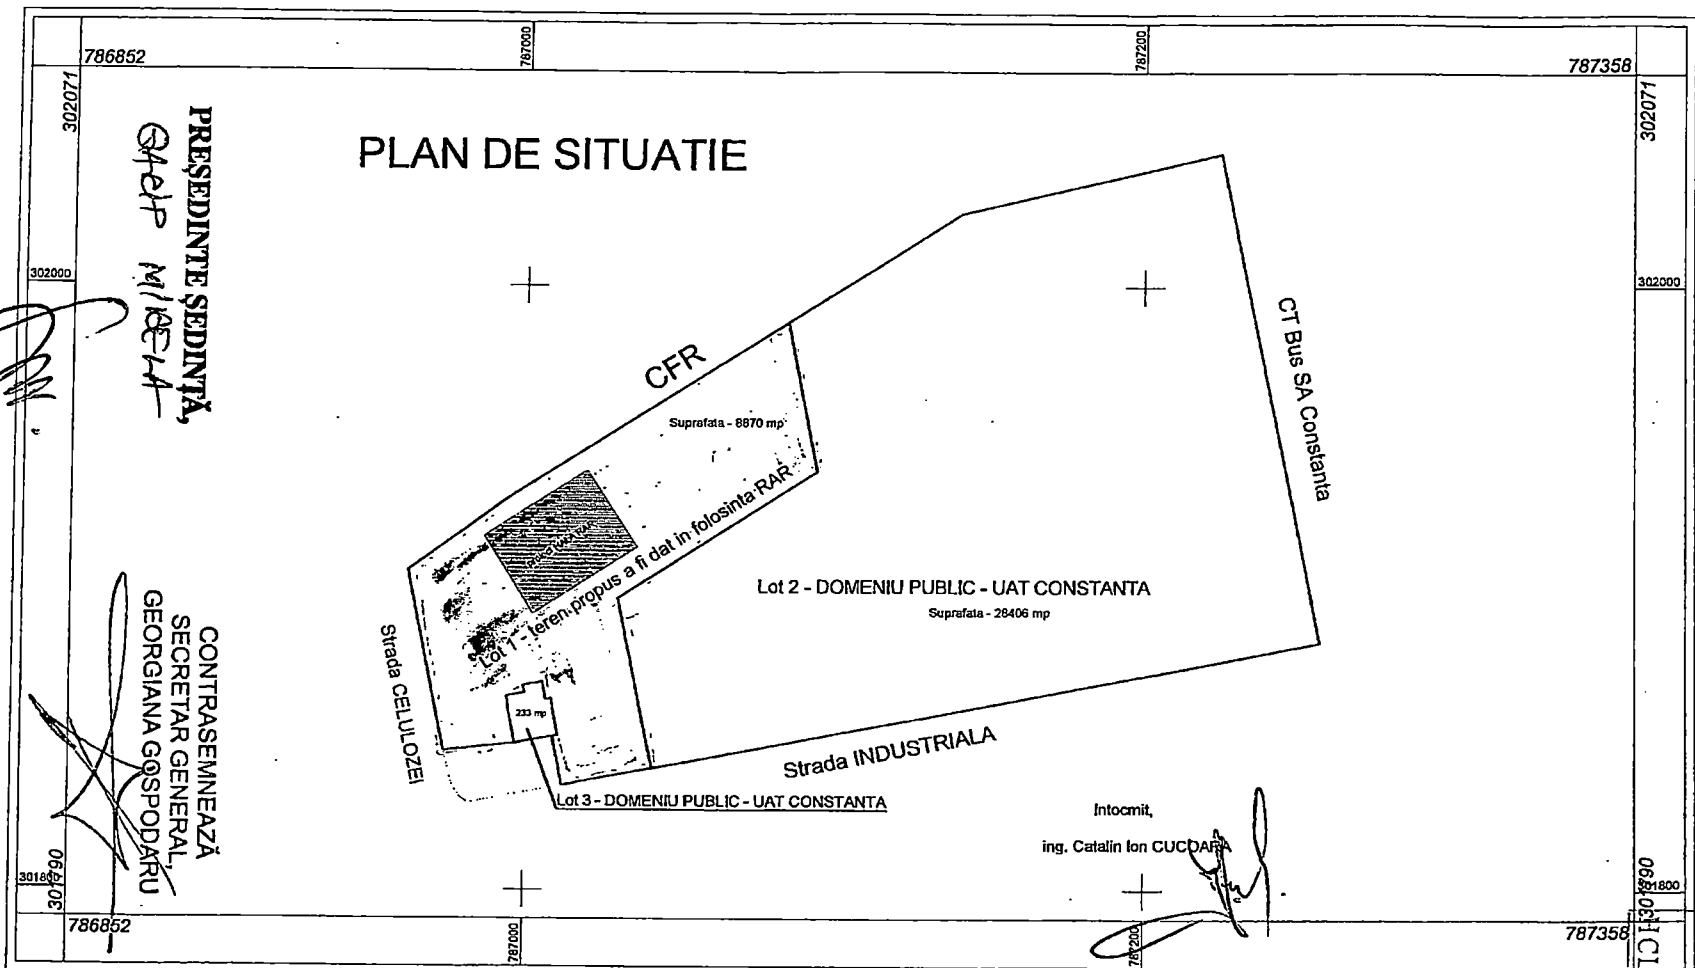 786852
787000
787200
787358
302071
302071
PLAN DE SITUATIE
PREȘEDINTE ȘEDINȚĂ,
302000
302000
CFR
CT Bus SA Constanta
Suprafata - 8870 mp
Lot 1 - teren propus a fi dat in folosinta RAR
Lot 2 - DOMENIU PUBLIC - UAT CONSTANTA
Suprafata - 28406 mp
Strada CELULOZEI
233 mp
Strada INDUSTRIALA
Lot 3 - DOMENIU PUBLIC - UAT CONSTANTA
CONTRASEMNEAZĂ
SECRETAR GENERAL,
GEORGIANA GOSPODARU
Intocmit,
ing. Catalin Ion CUCOARA
301800
301790
301790
301800
786852
787000
787200
787358